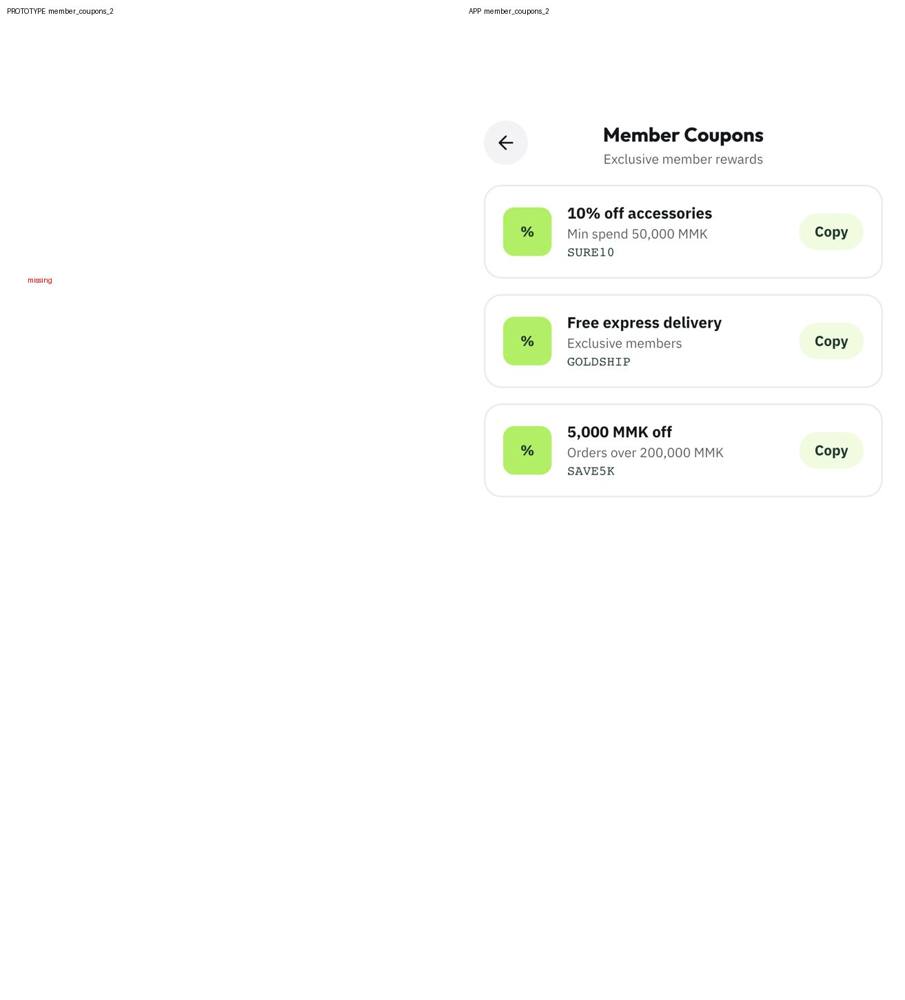 PROTOTYPE member_coupons_2
APP member_coupons_2
missing
Member Coupons
Exclusive member rewards
%
10% off accessories
Min spend 50,000 MMK
SURE10
Copy
%
Free express delivery
Exclusive members
GOLDSHIP
Copy
%
5,000 MMK off
Orders over 200,000 MMK
SAVE5K
Copy